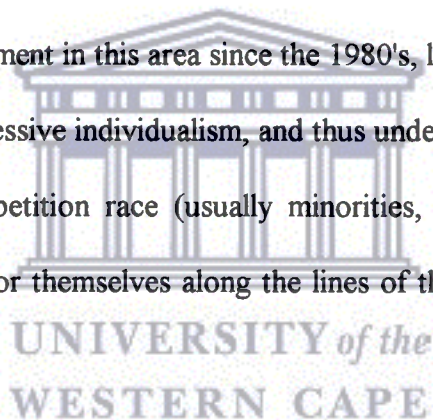 ment in this area since the 1980's, l
essive individualism, and thus unde
petition race (usually minorities,
or themselves along the lines of th
UNIVERSITY of the
WESTERN CAPE